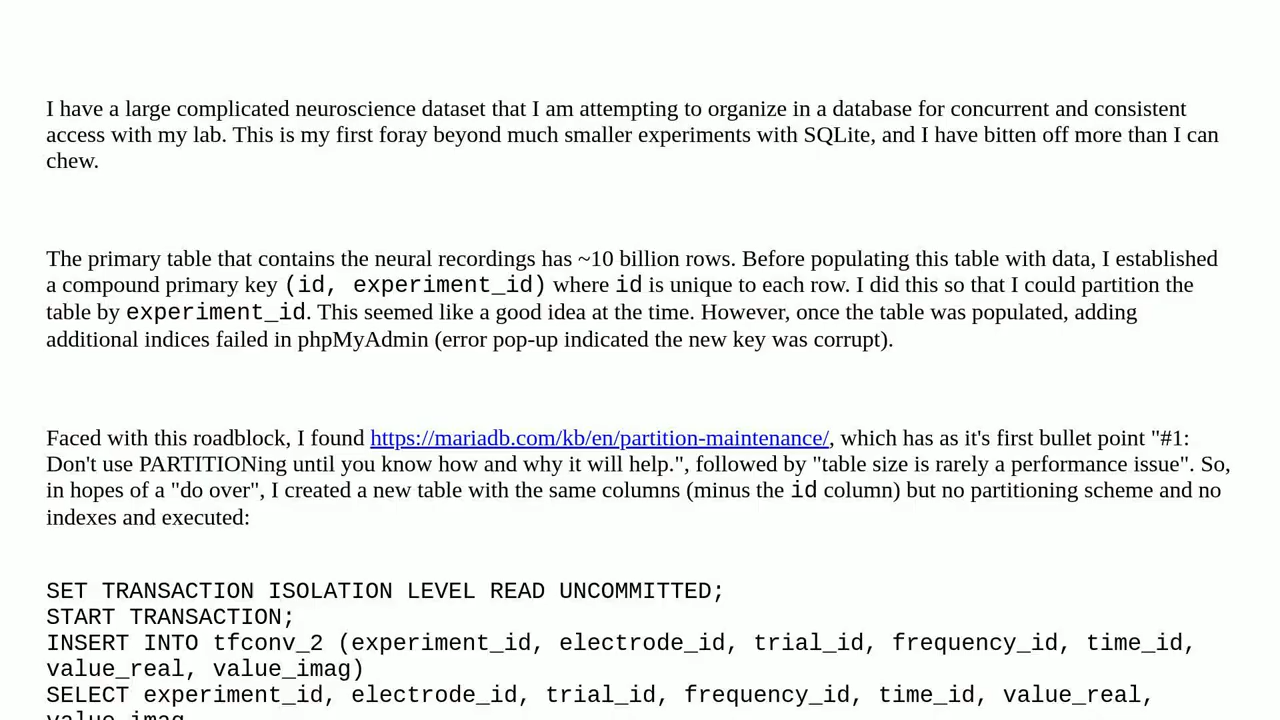 I have a large complicated neuroscience dataset that I am attempting to organize in a database for concurrent and consistent
access with my lab. This is my first foray beyond much smaller experiments with SQLite, and I have bitten off more than I can
chew.
The primary table that contains the neural recordings has ~10 billion rows. Before populating this table with data, I established
a compound primary key (id, experiment_id) where id is unique to each row. I did this so that I could partition the
table by experiment_id. This seemed like a good idea at the time. However, once the table was populated, adding
additional indices failed in phpMyAdmin (error pop-up indicated the new key was corrupt).
Faced with this roadblock, I found https://mariadb.com/kb/en/partition-maintenance/, which has as it's first bullet point "#1:
Don't use PARTITIONing until you know how and why it will help.", followed by "table size is rarely a performance issue". So,
in hopes of a "do over", I created a new table with the same columns (minus the id column) but no partitioning scheme and no
indexes and executed:
SET TRANSACTION ISOLATION LEVEL READ UNCOMMITTED;
START TRANSACTION;
INSERT INTO tfconv_2 (experiment_id, electrode_id, trial_id, frequency_id, time_id,
value_real, value_imag)
SELECT experiment_id, electrode_id, trial_id, frequency_id, time_id, value_real,
value_imag